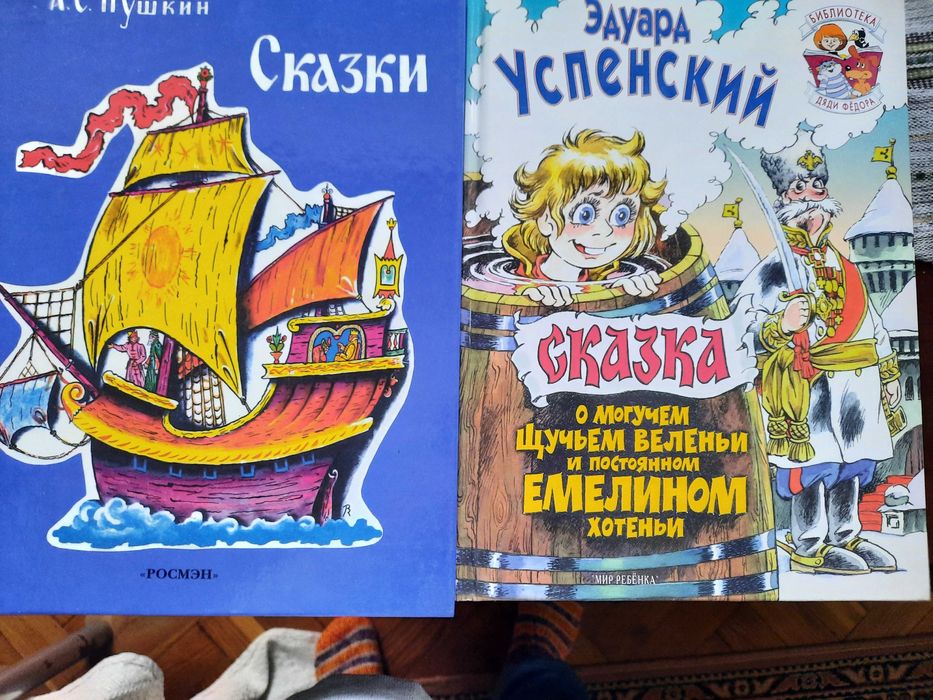 А.С. ПУШКИН
Сказки
«РОСМЭН»
Эдуард
Успенский
БИБЛИОТЕКА
ДЯДИ ФЁДОРА
СКАЗКА
О МОГУЧЕМ
ЩУЧЬЕМ ВЕЛЕНЬИ
И ПОСТОЯННОМ
ЕМЕЛИНОМ
ХОТЕНЬИ
"МИР РЕБЁНКА"